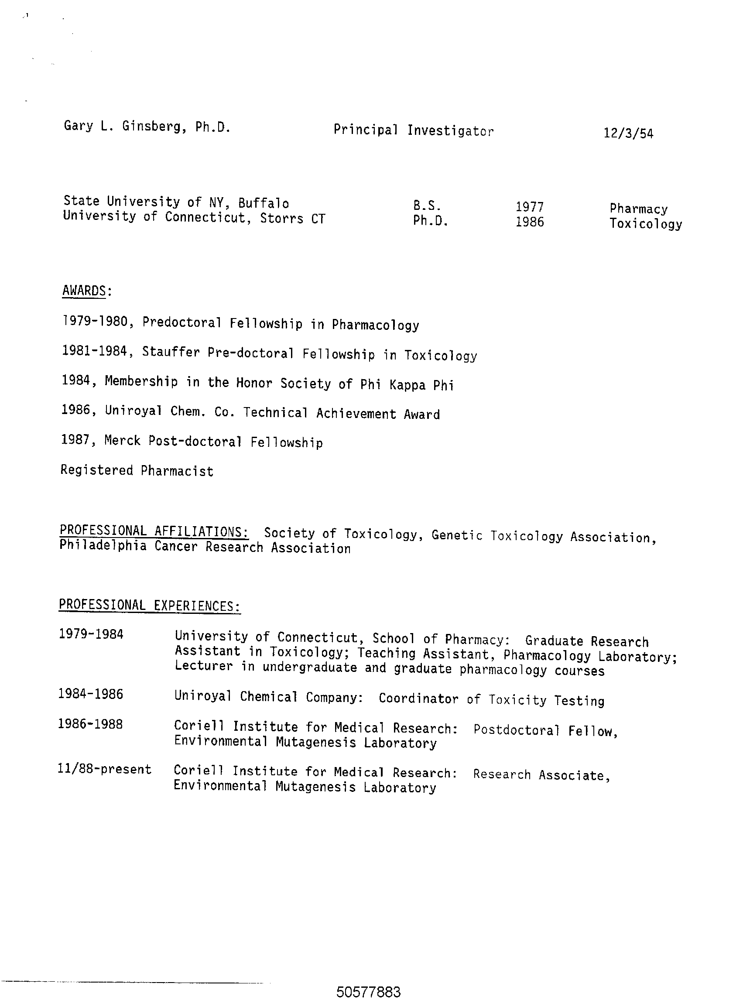 Gary L. Ginsberg, Ph.D. Principal Investigator 12/3/54
State University of NY, Buffalo B.S. 1977 Pharmacy
University of Connecticut, Storrs CT Ph.D. 1986 Toxicology
AWARDS:
1979-1980, Predoctoral Fellowship in Pharmacology
1981-1984, Stauffer Pre-doctoral Fellowship in Toxicology
1984, Membership in the Honor Society of Phi Kappa Phi
1986, Uniroyal Chem. Co. Technical Achievement Award
1987, Merck Post-doctoral Fellowship
Registered Pharmacist
PROFESSIONAL AFFILIATIONS: Society of Toxicology, Genetic Toxicology Association,
Philadelphia Cancer Research Association
PROFESSIONAL EXPERIENCES:
1979-1984 University of Connecticut, School of Pharmacy: Graduate Research
Assistant in Toxicology; Teaching Assistant, Pharmacology Laboratory;
Lecturer in undergraduate and graduate pharmacology courses
1984-1986 Uniroyal Chemical Company: Coordinator of Toxicity Testing
1986-1988 Coriell Institute for Medical Research: Postdoctoral Fellow,
Environmental Mutagenesis Laboratory
11/88-present Coriell Institute for Medical Research: Research Associate,
Environmental Mutagenesis Laboratory
50577883